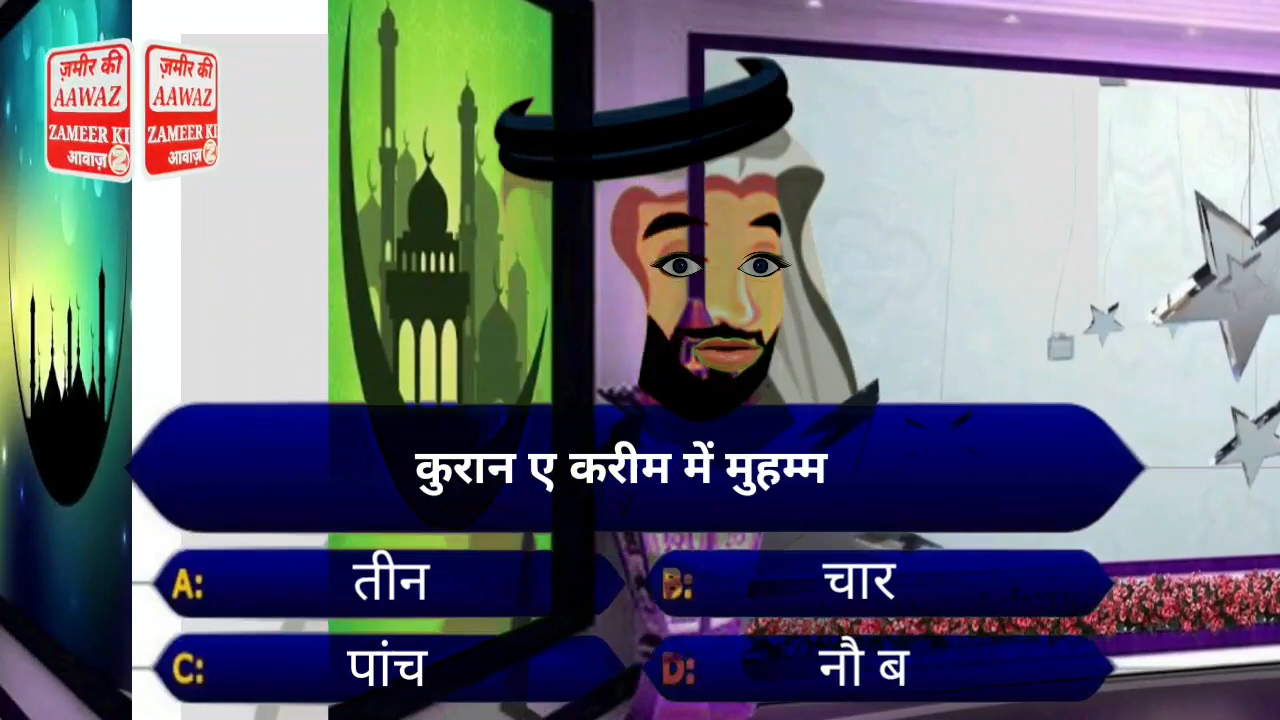 ज़मीर की
AAWAZ
ZAMEER KI
आवाज़ Z
ज़मीर की
AAWAZ
ZAMEER KI
आवाज़ Z
कुरान ए करीम में मुहम्म
A: तीन
B: चार
C: पांच
D: नौ ब